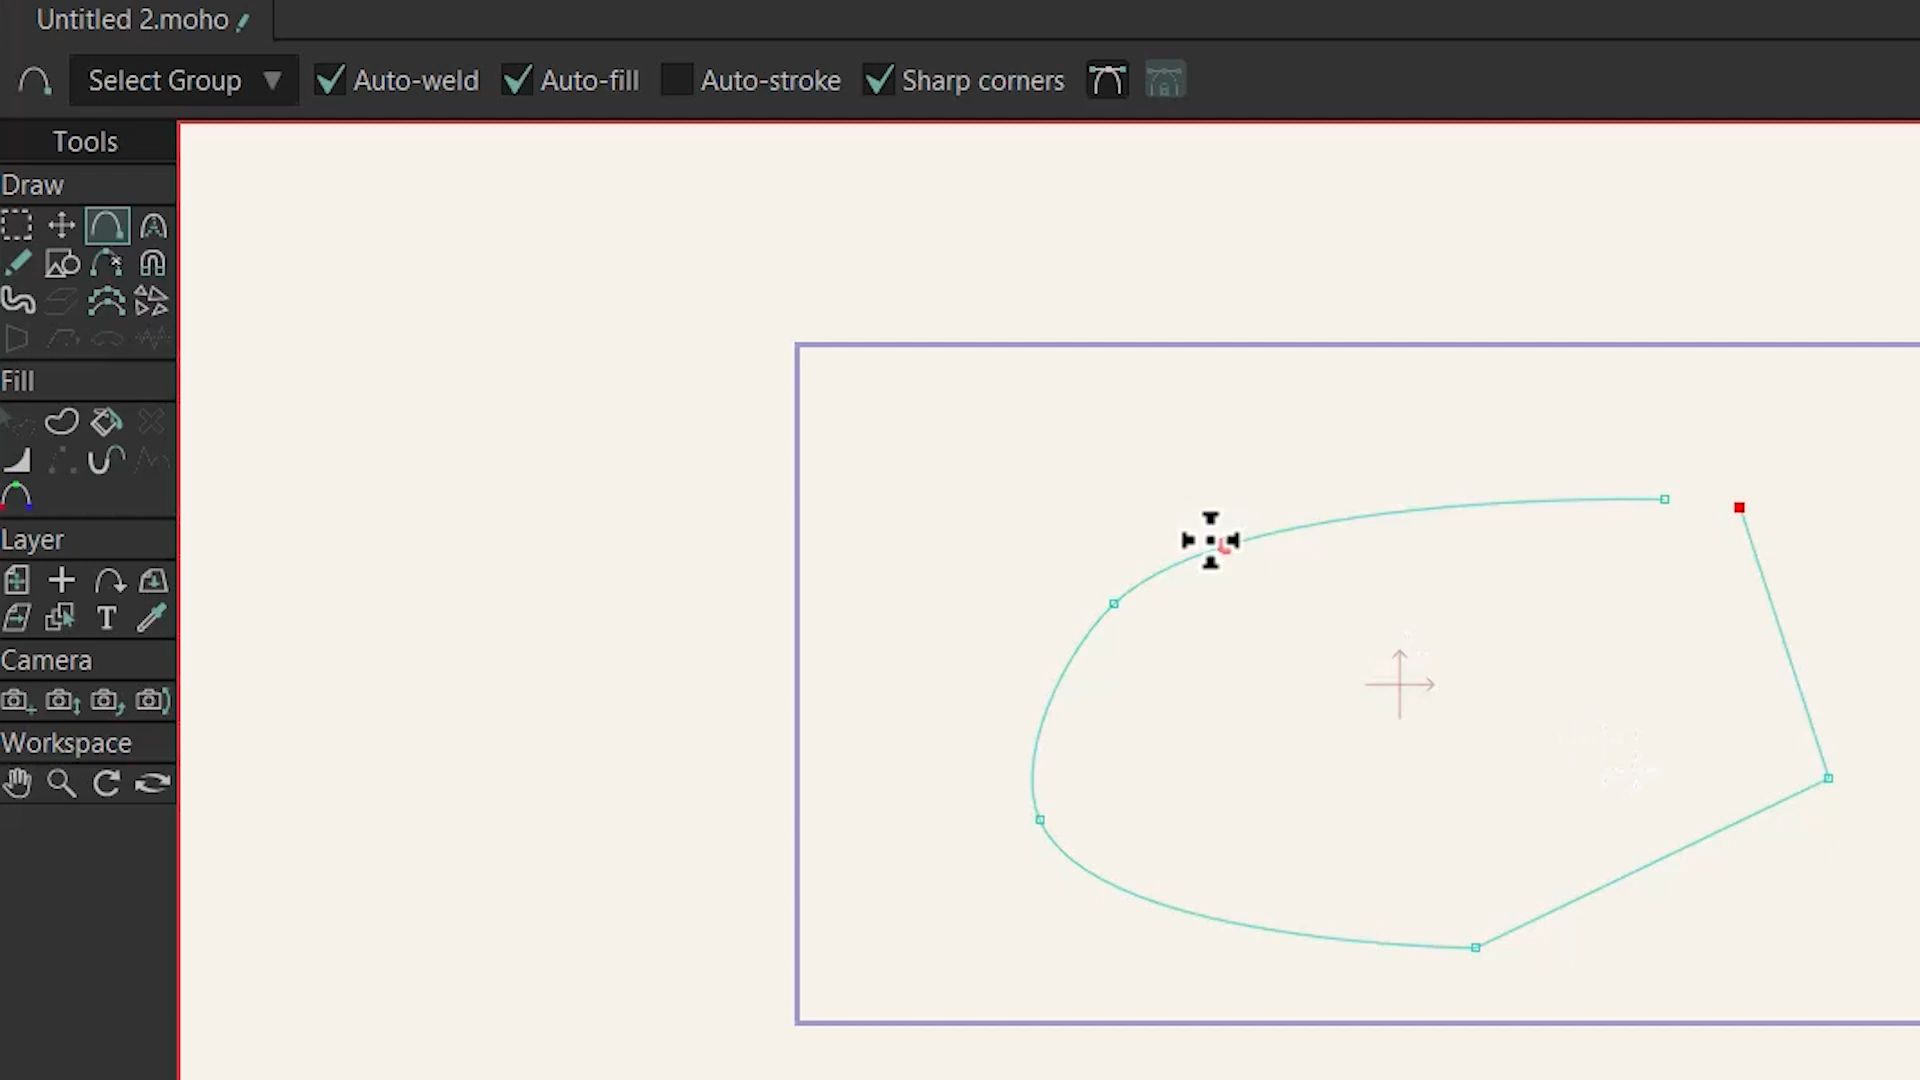 Untitled 2.moho
Select Group Auto-weld Auto-fill Auto-stroke Sharp corners
Tools
Draw
Fill
Layer
T
Camera
Workspace